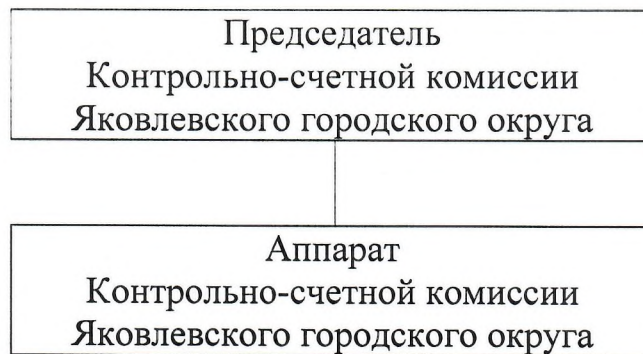 Председатель
Контрольно-счетной комиссии
Яковлевского городского округа
Аппарат
Контрольно-счетной комиссии
Яковлевского городского округа